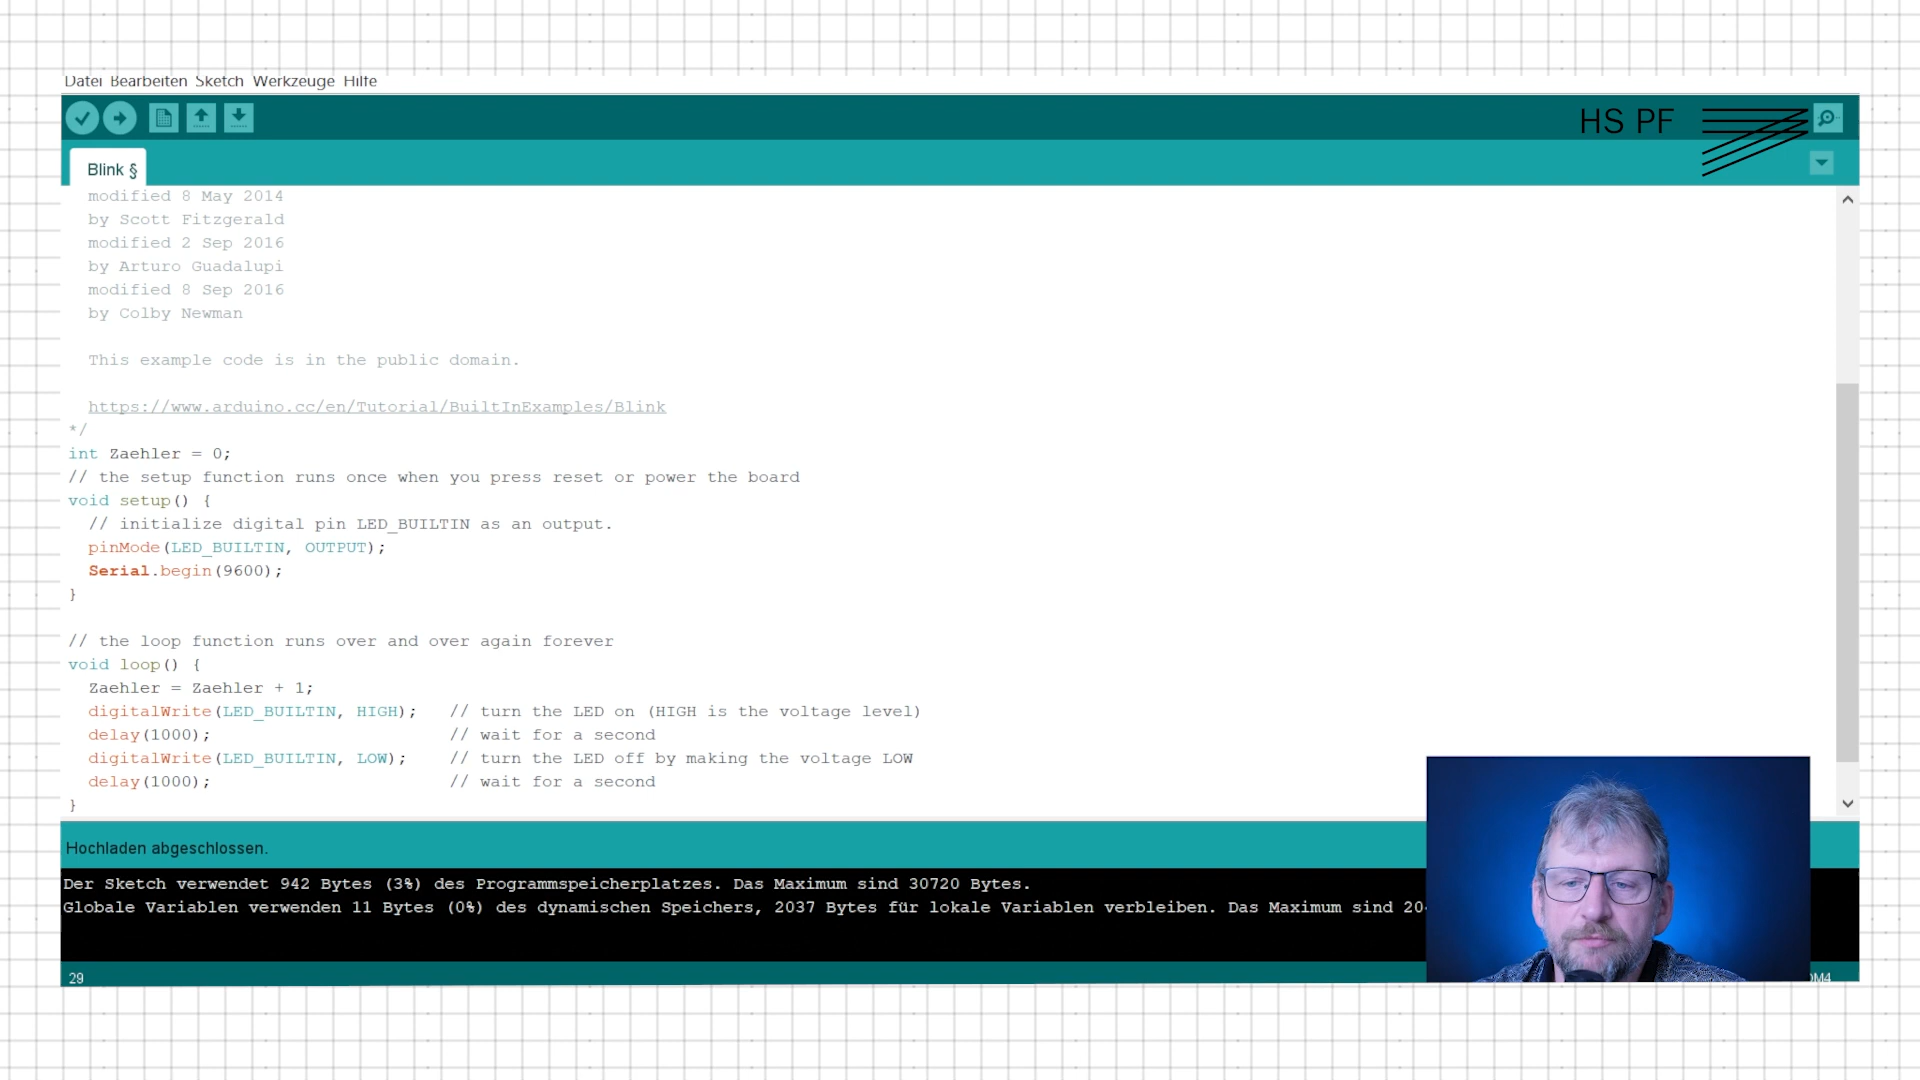 Datei Bearbeiten Sketch Werkzeuge Hilfe
HS PF
Blink §
modified 8 May 2014
by Scott Fitzgerald
modified 2 Sep 2016
by Arturo Guadalupi
modified 8 Sep 2016
by Colby Newman
This example code is in the public domain.
https://www.arduino.cc/en/Tutorial/BuiltInExamples/Blink
*/
int Zaehler = 0;
// the setup function runs once when you press reset or power the board
void setup() {
// initialize digital pin LED_BUILTIN as an output.
pinMode(LED_BUILTIN, OUTPUT);
Serial.begin(9600);
}
// the loop function runs over and over again forever
void loop() {
Zaehler = Zaehler + 1;
digitalWrite(LED_BUILTIN, HIGH);   // turn the LED on (HIGH is the voltage level)
delay(1000);                       // wait for a second
digitalWrite(LED_BUILTIN, LOW);    // turn the LED off by making the voltage LOW
delay(1000);                       // wait for a second
}
Hochladen abgeschlossen.
Der Sketch verwendet 942 Bytes (3%) des Programmspeicherplatzes. Das Maximum sind 30720 Bytes.
Globale Variablen verwenden 11 Bytes (0%) des dynamischen Speichers, 2037 Bytes für lokale Variablen verbleiben. Das Maximum sind 20
29